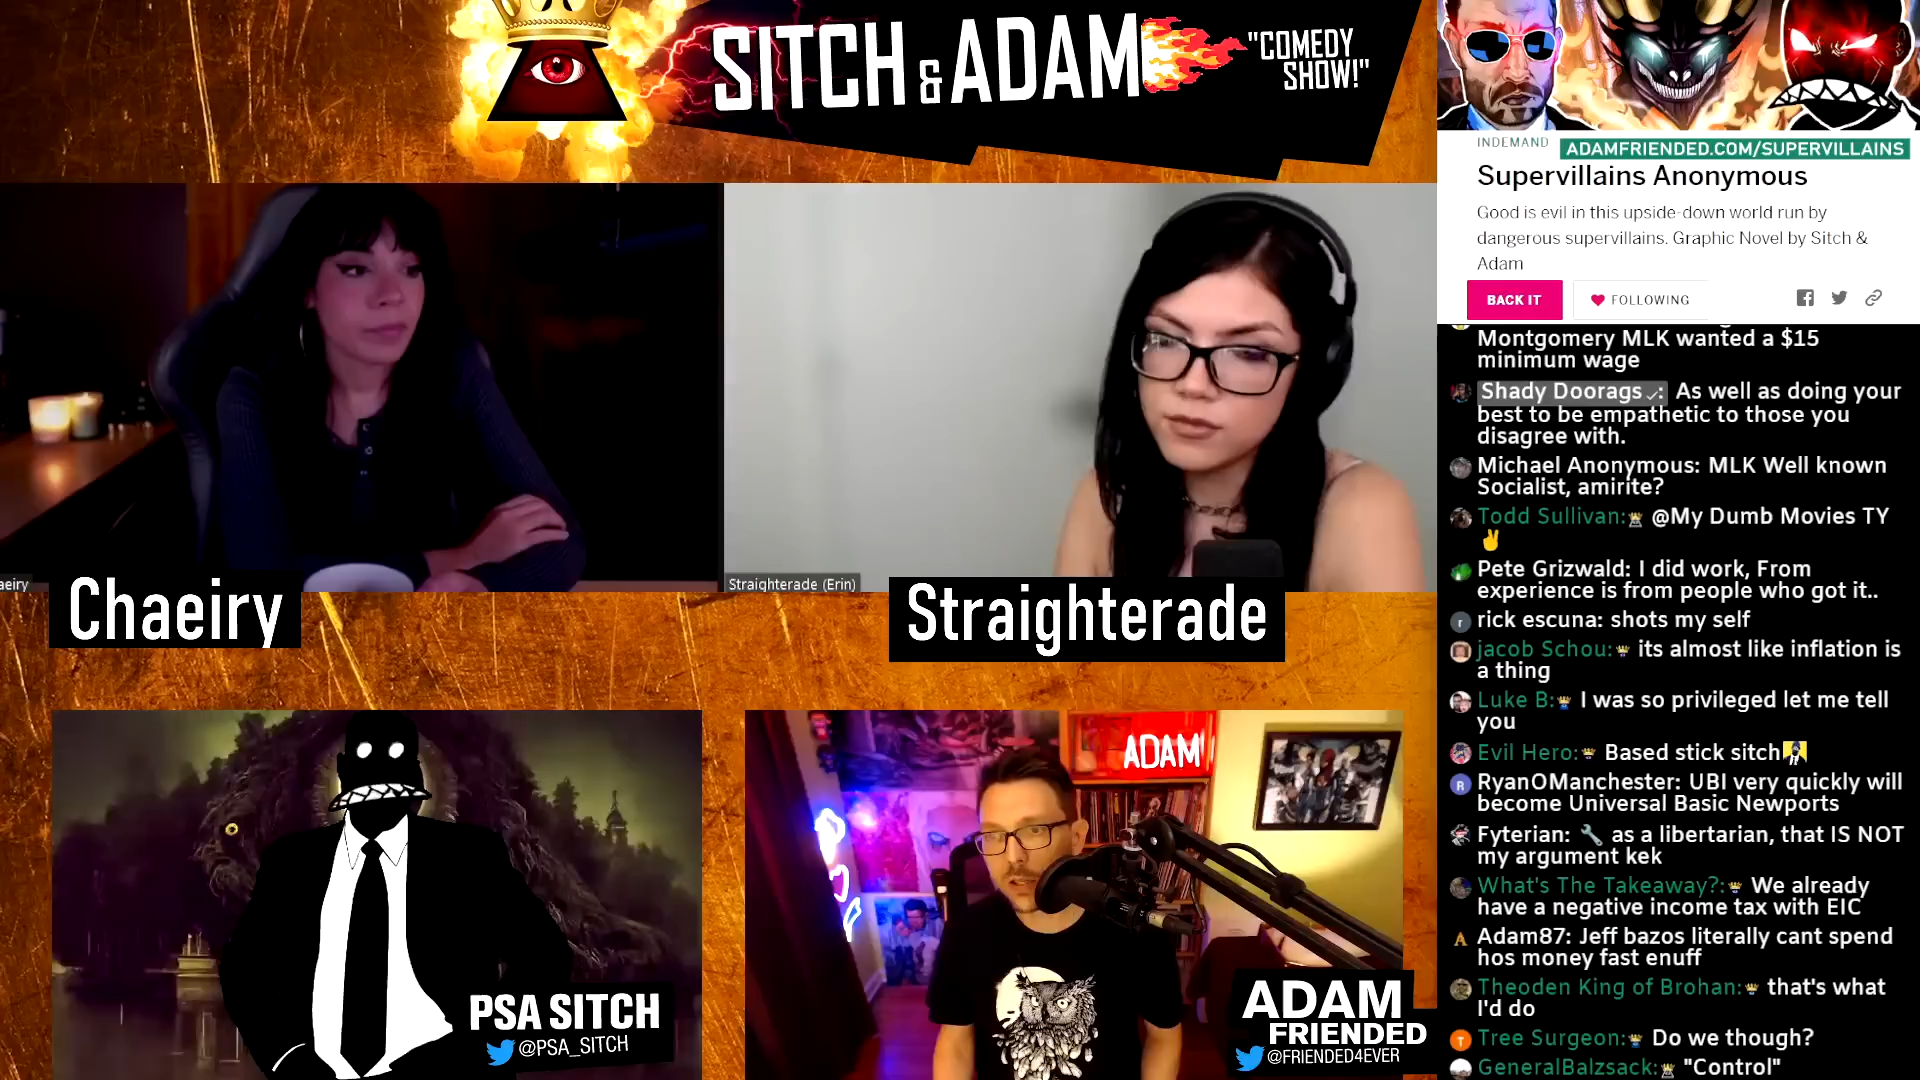 SITCH & ADAM
"COMEDY
SHOW!"
INDEMAND
ADAMFRIENDED.COM/SUPERVILLAINS
Supervillains Anonymous
Good is evil in this upside-down world run by
dangerous supervillains. Graphic Novel by Sitch &
Adam
BACK IT
FOLLOWING
Montgomery MLK wanted a $15
minimum wage
Shady Doorags✓: As well as doing your
best to be empathetic to those you
disagree with.
Michael Anonymous: MLK Well known
Socialist, amirite?
Todd Sullivan: @My Dumb Movies TY
✌
Pete Grizwald: I did work, From
experience is from people who got it..
rick escuna: shots my self
jacob Schou: its almost like inflation is
a thing
Luke B: I was so privileged let me tell
you
Evil Hero: Based stick sitch
RyanOManchester: UBI very quickly will
become Universal Basic Newports
Fyterian: 🔧 as a libertarian, that IS NOT
my argument kek
What's The Takeaway?: We already
have a negative income tax with EIC
Adam87: Jeff bazos literally cant spend
hos money fast enuff
Theoden King of Brohan: that's what
I'd do
Tree Surgeon: Do we though?
GeneralBalzsack: "Control"
aeiry
Chaeiry
Straighterade (Erin)
Straighterade
PSA SITCH
@PSA_SITCH
ADAM
ADAM
FRIENDED
@FRIENDED4EVER